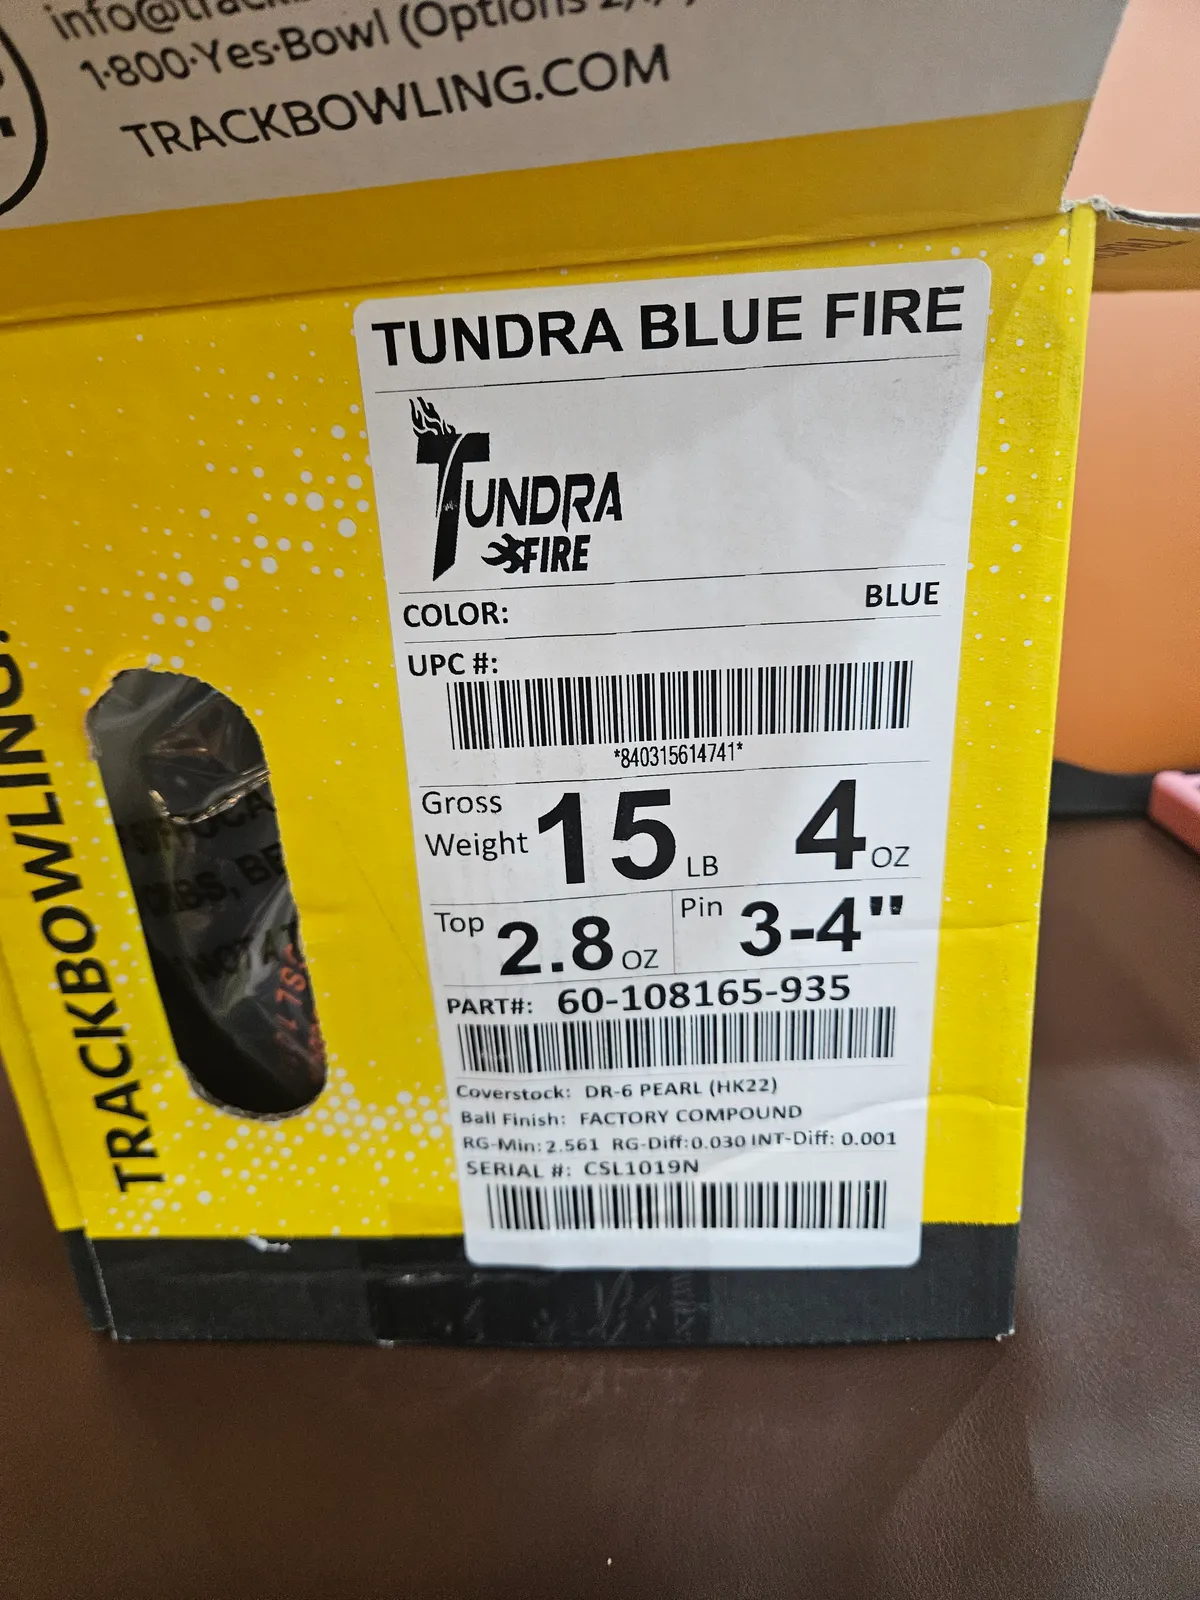 1-800-Yes-Bowl (Options
TRACKBOWLING.COM
TRACKBOWLING.
TUNDRA BLUE FIRE
TUNDRA
FIRE
COLOR: BLUE
UPC #:
*840315614741*
Gross Weight 15 LB 4 OZ
Top 2.8 OZ Pin 3-4"
PART#: 60-108165-935
Coverstock: DR-6 PEARL (HK22)
Ball Finish: FACTORY COMPOUND
RG-Min: 2.561 RG-Diff: 0.030 INT-Diff: 0.001
SERIAL #: CSL1019N